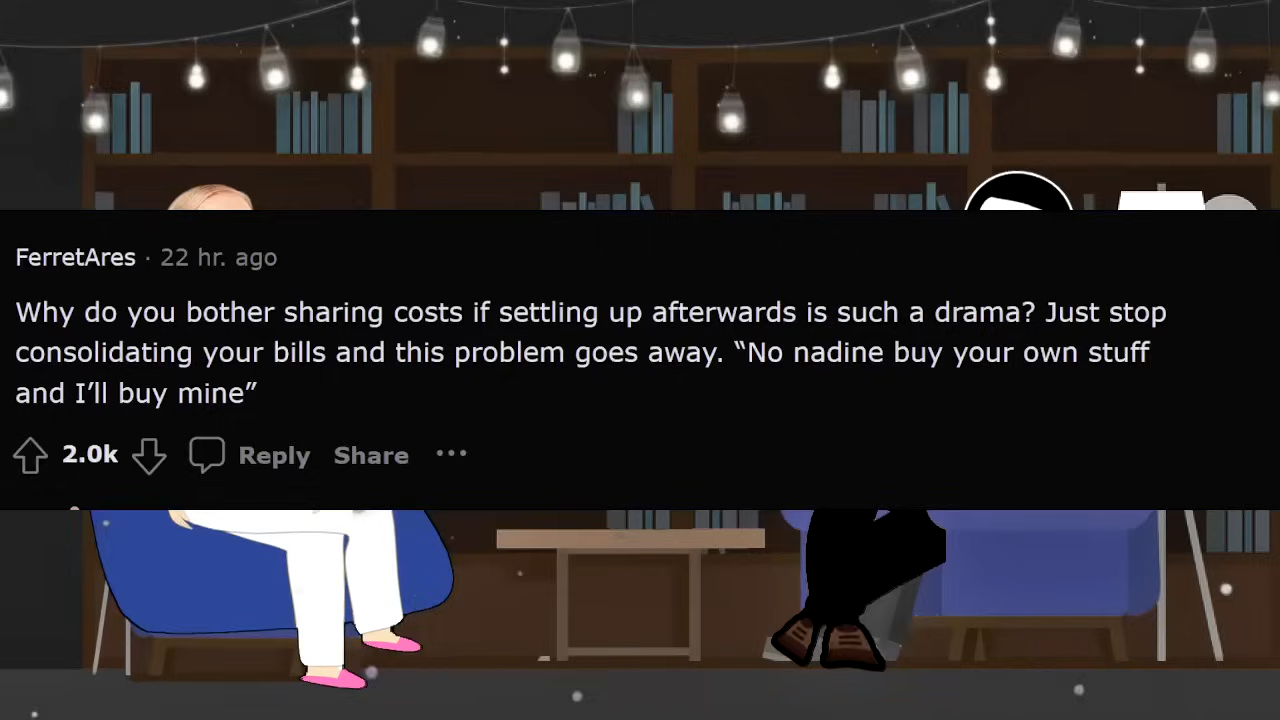 FerretAres · 22 hr. ago
Why do you bother sharing costs if settling up afterwards is such a drama? Just stop
consolidating your bills and this problem goes away. “No nadine buy your own stuff
and I’ll buy mine”
2.0k Reply Share ···